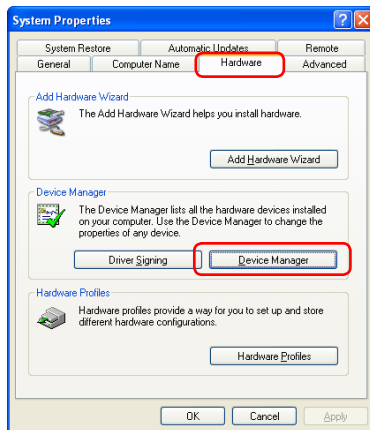 System Properties
System Restore Automatic Updates Remote
General Computer Name Hardware Advanced
Add Hardware Wizard
The Add Hardware Wizard helps you install hardware.
Add Hardware Wizard
Device Manager
The Device Manager lists all the hardware devices installed
on your computer. Use the Device Manager to change the
properties of any device.
Driver Signing Device Manager
Hardware Profiles
Hardware profiles provide a way for you to set up and store
different hardware configurations.
Hardware Profiles
OK Cancel Apply